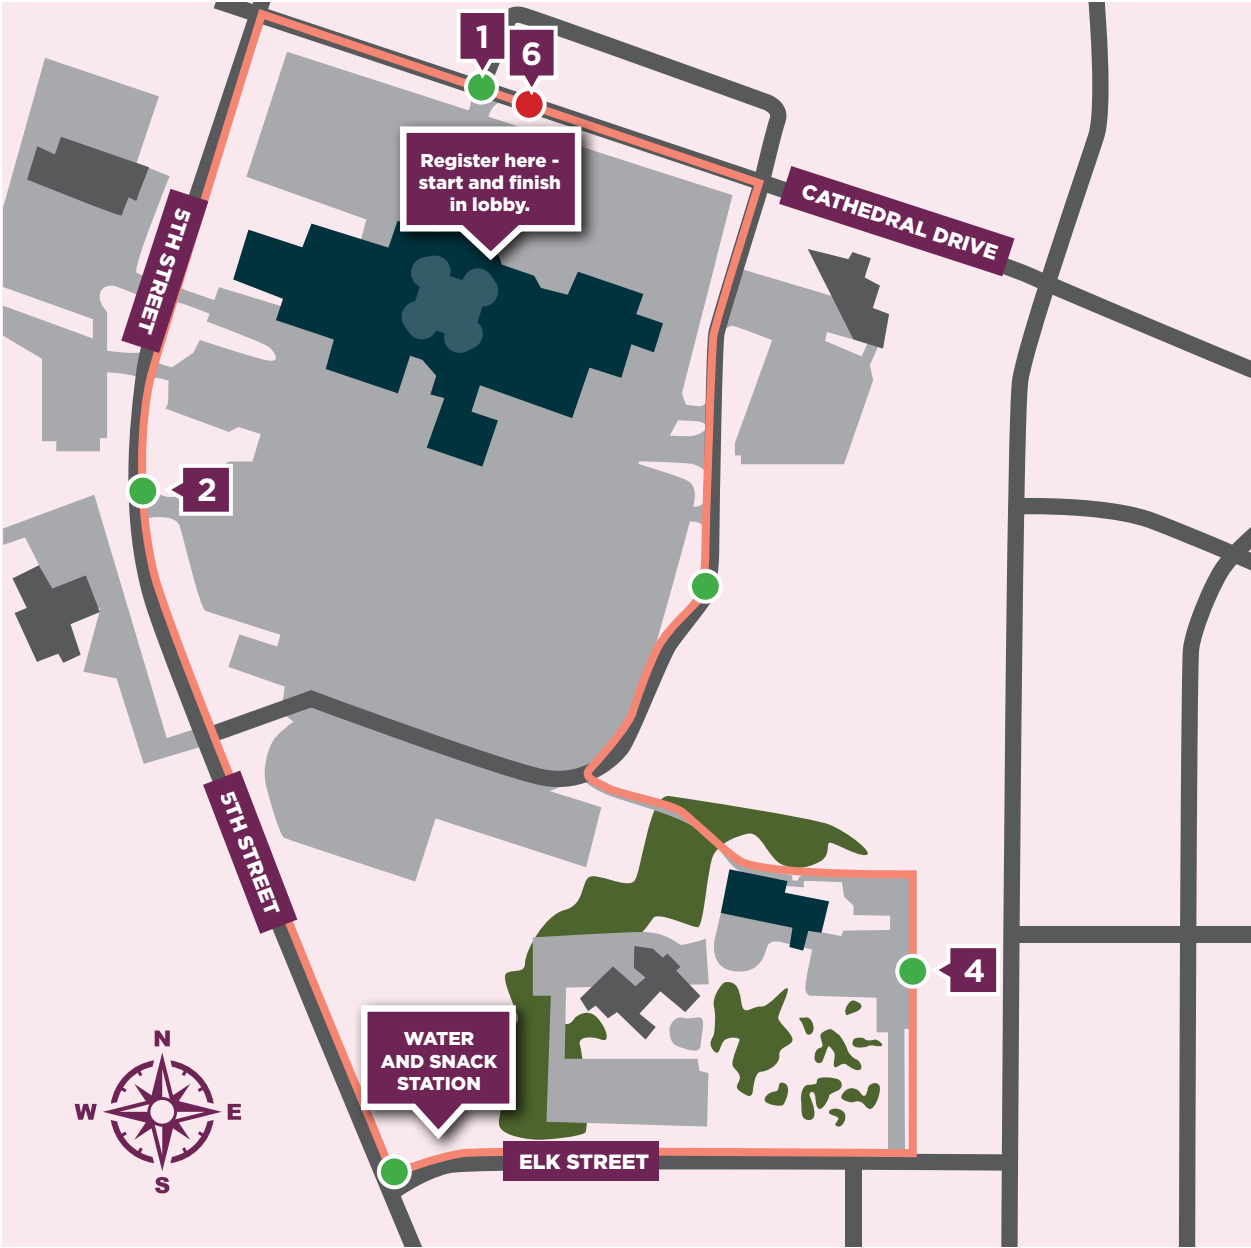 1
6
Register here -
start and finish
in lobby.
CATHEDRAL DRIVE
5TH STREET
2
5TH STREET
4
WATER
AND SNACK
STATION
N
W
E
S
ELK STREET